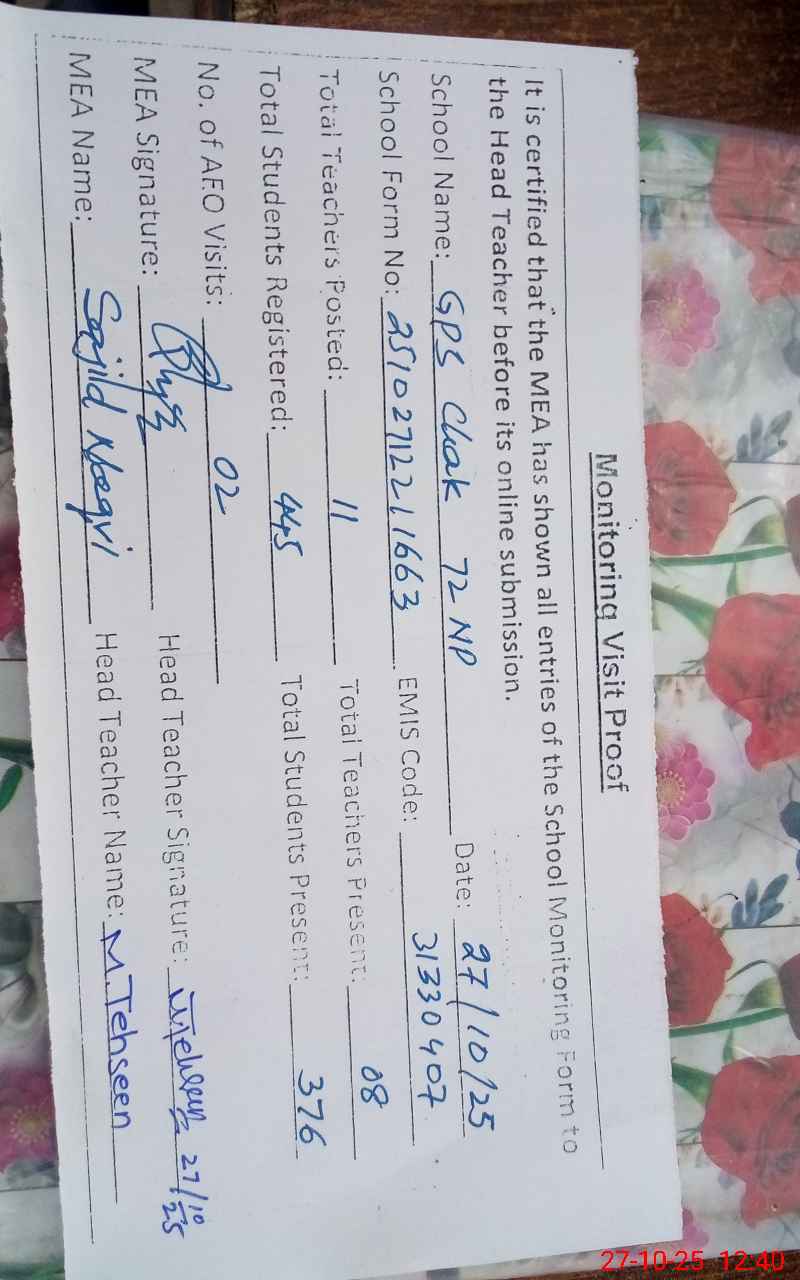 Monitoring Visit Proof
It is certified that the MEA has shown all entries of the School Monitoring Form to
the Head Teacher before its online submission.
School Name: GPS Chak 72 NP Date: 27/10/25
School Form No: 25102712211663 EMIS Code: 31330407
Total Teachers Posted: 11 Total Teachers Present: 08
Total Students Registered: 445 Total Students Present: 376
No. of AEO Visits: 02
MEA Signature: Head Teacher Signature: 27/10/25
MEA Name: Sajid Naqvi Head Teacher Name: M.Tehseen
27-10-25 12:40